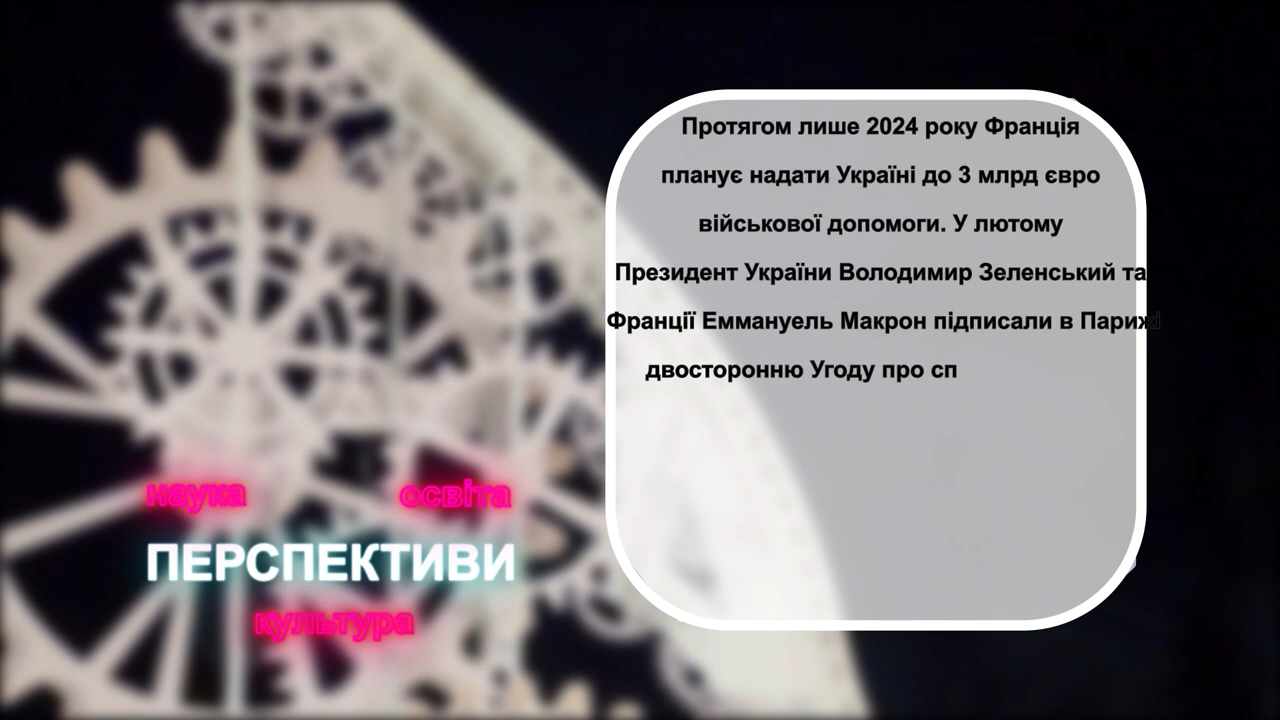 Протягом лише 2024 року Франція
планує надати Україні до 3 млрд євро
військової допомоги. У лютому
Президент України Володимир Зеленський та
Франції Еммануель Макрон підписали в Парижі
двосторонню Угоду про сп
наука освіта
ПЕРСПЕКТИВИ
культура